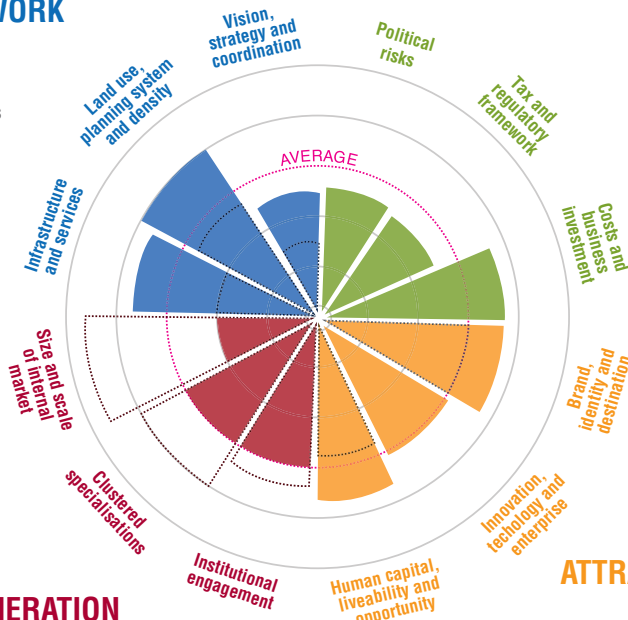 WORK
Vision,
strategy and
coordination
Political
risks
Tax and
regulatory
framework
Costs and
business
investment
Brand,
identity and
destination
Innovation,
techology and
enterprise
ATTR
Human capital,
liveability and
opportunity
Institutional
engagement
Clustered
specialisations
NERATION
Size and scale
of internal
market
Infrastructure
and services
Land use,
planning system
and density
AVERAGE